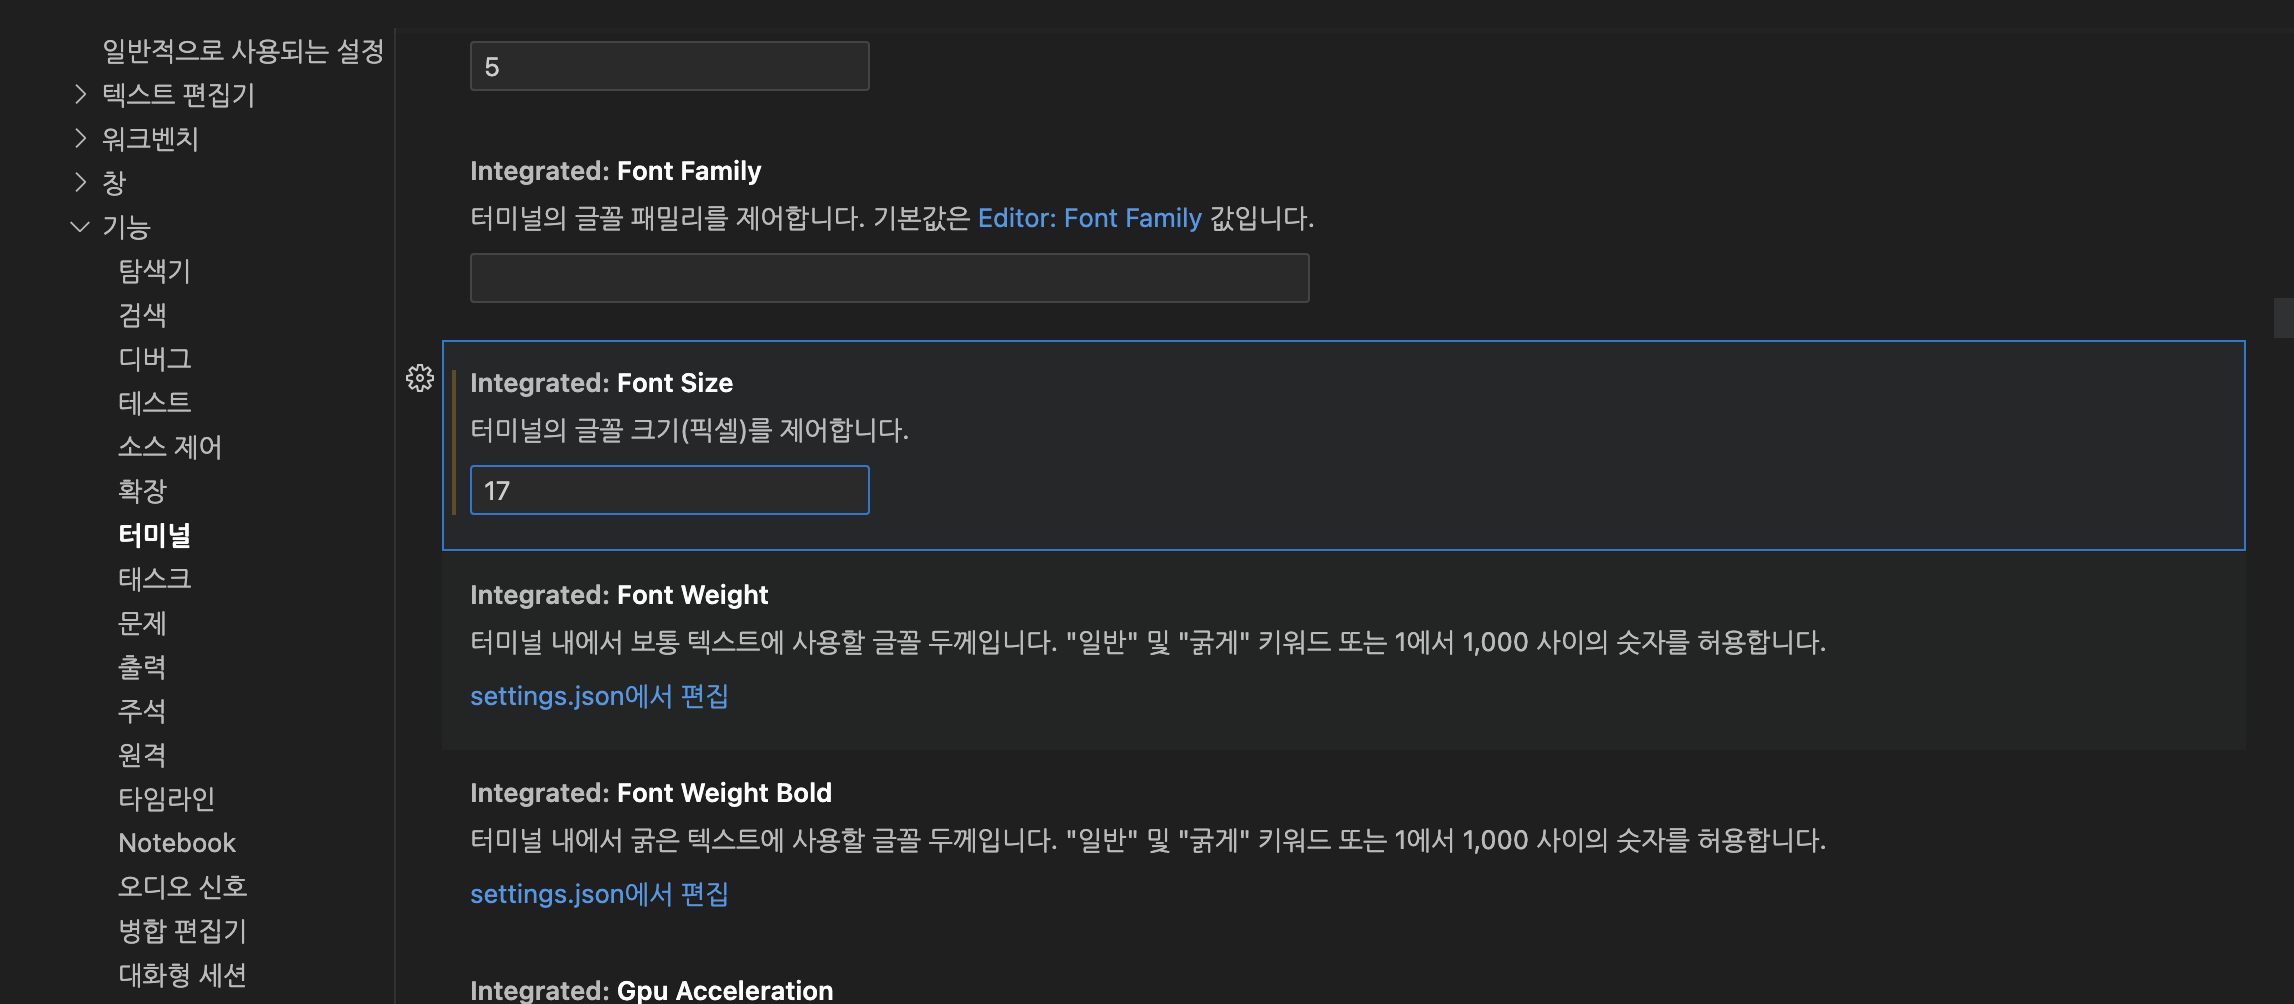 일반적으로 사용되는 설정
텍스트 편집기
워크벤치
창
기능
탐색기
검색
디버그
테스트
소스 제어
확장
터미널
태스크
문제
출력
주석
원격
타임라인
Notebook
오디오 신호
병합 편집기
대화형 세션
5
Integrated: Font Family
터미널의 글꼴 패밀리를 제어합니다. 기본값은 Editor: Font Family 값입니다.
Integrated: Font Size
터미널의 글꼴 크기(픽셀)를 제어합니다.
17
Integrated: Font Weight
터미널 내에서 보통 텍스트에 사용할 글꼴 두께입니다. "일반" 및 "굵게" 키워드 또는 1에서 1,000 사이의 숫자를 허용합니다.
settings.json에서 편집
Integrated: Font Weight Bold
터미널 내에서 굵은 텍스트에 사용할 글꼴 두께입니다. "일반" 및 "굵게" 키워드 또는 1에서 1,000 사이의 숫자를 허용합니다.
settings.json에서 편집
Integrated: Gpu Acceleration